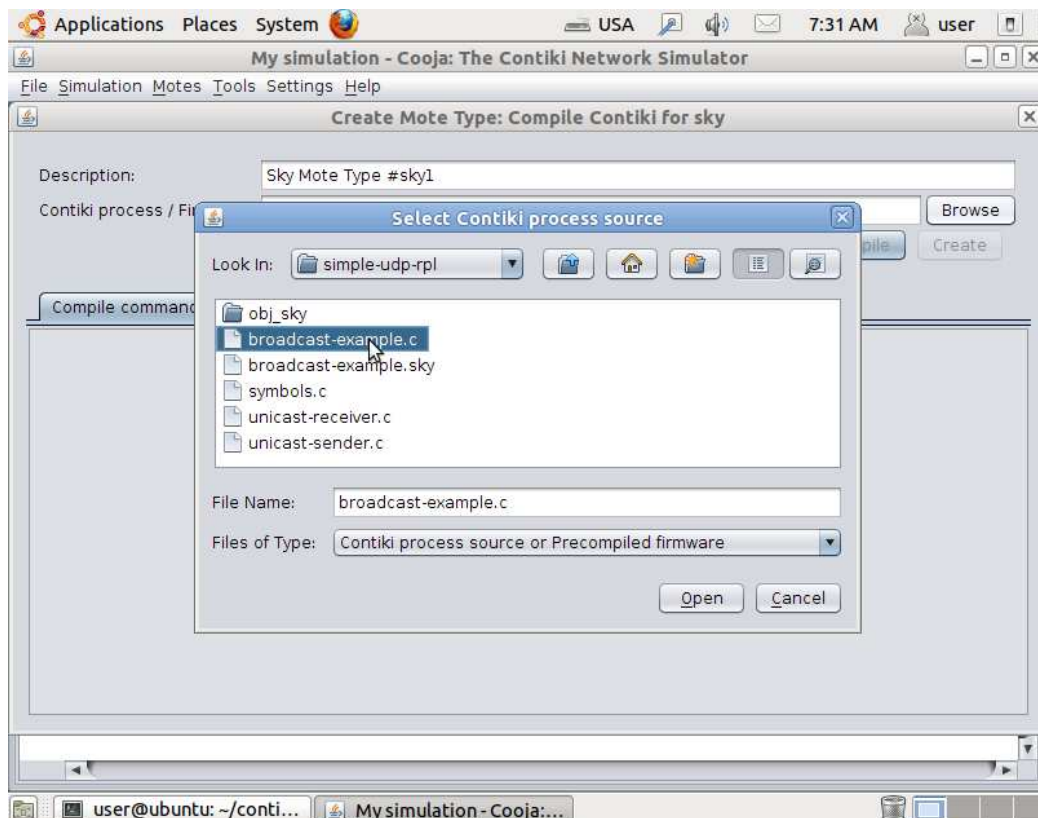 Applications Places System USA 7:31 AM user
My simulation - Cooja: The Contiki Network Simulator
File Simulation Motes Tools Settings Help
Create Mote Type: Compile Contiki for sky
Description: Sky Mote Type #sky1
Contiki process / Fir Browse
Select Contiki process source
pile Create
Look In: simple-udp-rpl
Compile command
obj_sky
broadcast-example.c
broadcast-example.sky
symbols.c
unicast-receiver.c
unicast-sender.c
File Name: broadcast-example.c
Files of Type: Contiki process source or Precompiled firmware
Open Cancel
user@ubuntu: ~/conti... My simulation - Cooja:...